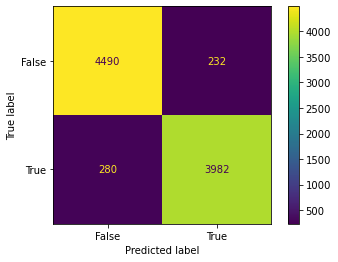 False
4490
232
True
280
3982
False
True
Predicted label
True label
4000
3500
3000
2500
2000
1500
1000
500